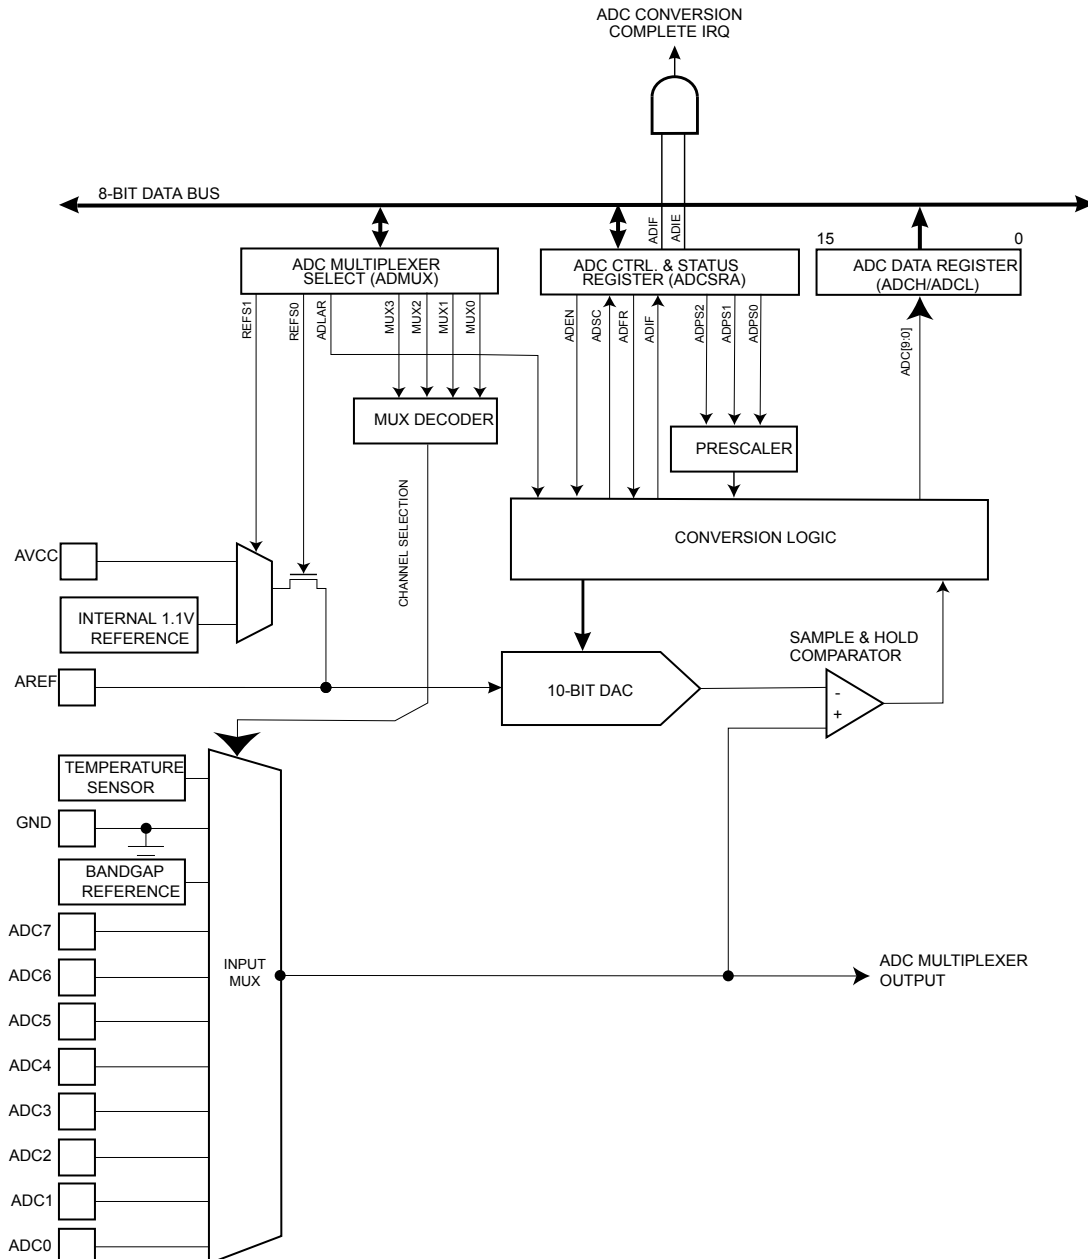 ADC CONVERSION
COMPLETE IRQ
8-BIT DATA BUS
ADIF
ADIE
15
0
ADC MULTIPLEXER
SELECT (ADMUX)
ADC CTRL. & STATUS
REGISTER (ADCSRA)
ADC DATA REGISTER
(ADCH/ADCL)
REFS1
REFS0
ADLAR
MUX3
MUX2
MUX1
MUX0
ADEN
ADSC
ADFR
ADIF
ADPS2
ADPS1
ADPS0
ADC[9:0]
MUX DECODER
PRESCALER
CHANNEL SELECTION
CONVERSION LOGIC
AVCC
INTERNAL 1.1V
REFERENCE
SAMPLE & HOLD
COMPARATOR
AREF
10-BIT DAC
-
+
TEMPERATURE
SENSOR
GND
BANDGAP
REFERENCE
ADC7
ADC6
ADC5
ADC4
ADC3
ADC2
ADC1
ADC0
INPUT
MUX
ADC MULTIPLEXER
OUTPUT